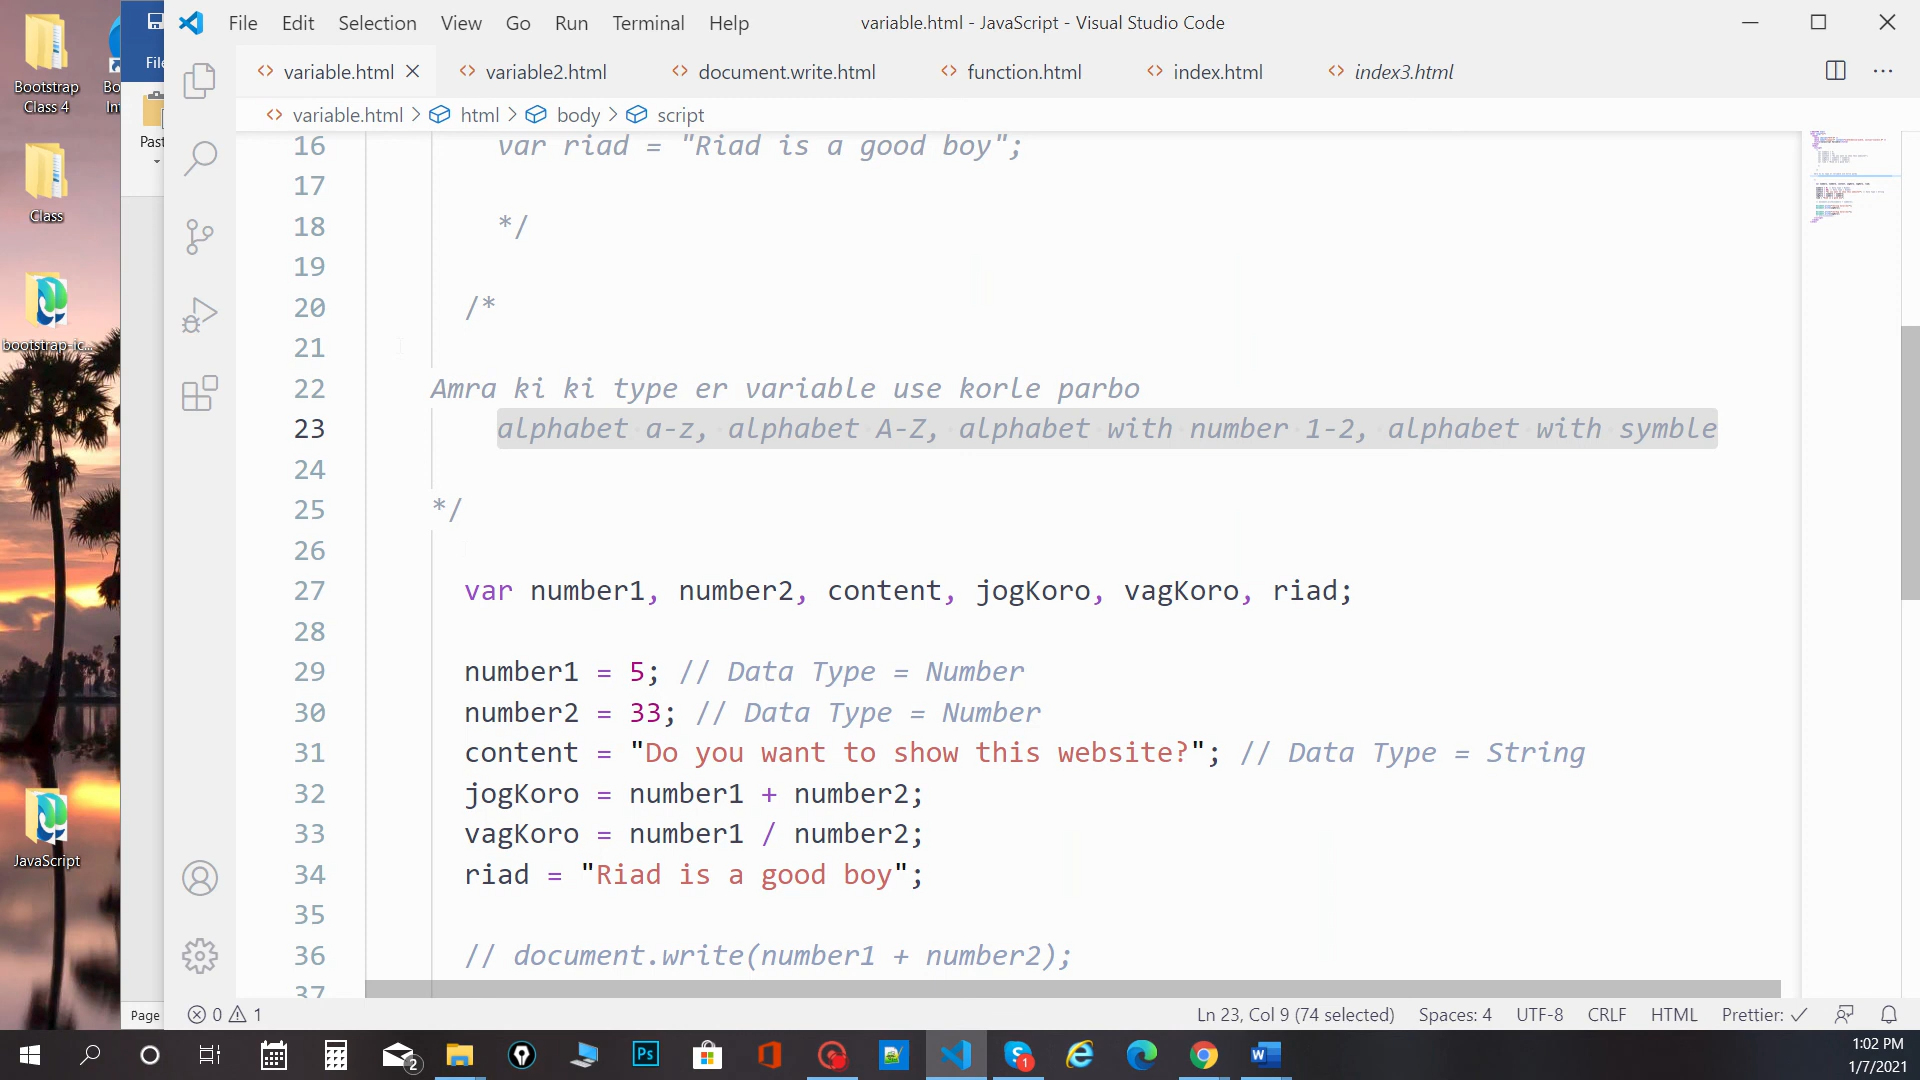 Bootstrap
Class 4
Class
bootstrap-ic...
JavaScript
File
Page
File Edit Selection View Go Run Terminal Help
variable.html - JavaScript - Visual Studio Code
variable.html variable2.html document.write.html function.html index.html index3.html
variable.html > html > body > script
16 var riad = "Riad is a good boy";
17
18 */
19
20 /*
21
22 Amra ki ki type er variable use korle parbo
23 alphabet a-z, alphabet A-Z, alphabet with number 1-2, alphabet with symble
24
25 */
26
27 var number1, number2, content, jogKoro, vagKoro, riad;
28
29 number1 = 5; // Data Type = Number
30 number2 = 33; // Data Type = Number
31 content = "Do you want to show this website?"; // Data Type = String
32 jogKoro = number1 + number2;
33 vagKoro = number1 / number2;
34 riad = "Riad is a good boy";
35
36 // document.write(number1 + number2);
37
0 1 Ln 23, Col 9 (74 selected) Spaces: 4 UTF-8 CRLF HTML Prettier: ✓
2 Ps 1
1:02 PM
1/7/2021